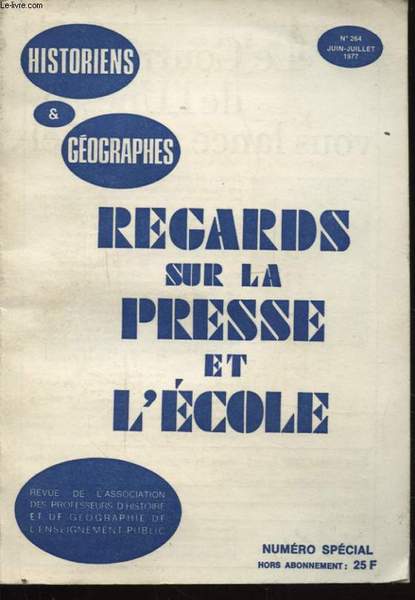 Le-livre.com
HISTORIENS
&
GÉOGRAPHES
N° 264
JUIN-JUILLET
1977
REGARDS
SUR LA
PRESSE
ET
L'ÉCOLE
REVUE DE L'ASSOCIATION
DES PROFESSEURS D'HISTOIRE
ET DE GEOGRAPHIE DE
L'ENSEIGNEMENT PUBLIC
NUMÉRO SPÉCIAL
HORS ABONNEMENT : 25 F